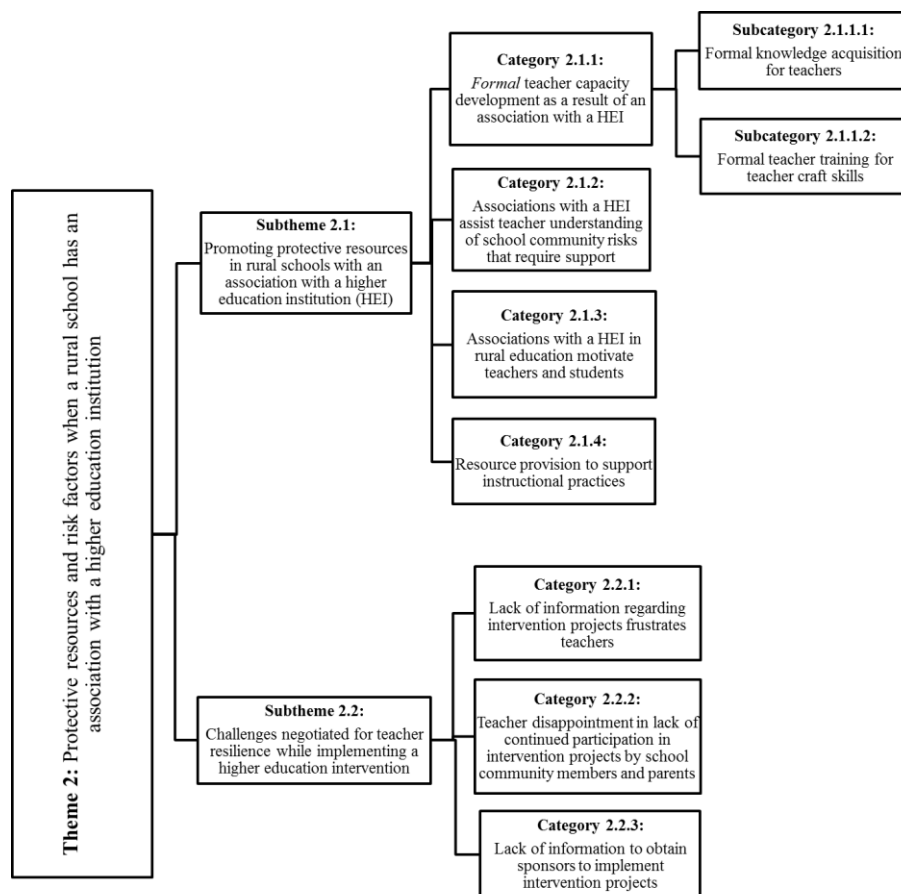 Theme 2: Protective resources and risk factors when a rural school has an
association with a higher education institution
Subtheme 2.1:
Promoting protective resources
in rural schools with an
association with a higher
education institution (HEI)
Category 2.1.1:
Formal teacher capacity
development as a result of an
association with a HEI
Subcategory 2.1.1.1:
Formal knowledge acquisition
for teachers
Subcategory 2.1.1.2:
Formal teacher training for
teacher craft skills
Category 2.1.2:
Associations with a HEI
assist teacher understanding
of school community risks
that require support
Category 2.1.3:
Associations with a HEI in
rural education motivate
teachers and students
Category 2.1.4:
Resource provision to support
instructional practices
Subtheme 2.2:
Challenges negotiated for teacher
resilience while implementing a
higher education intervention
Category 2.2.1:
Lack of information regarding
intervention projects frustrates
teachers
Category 2.2.2:
Teacher disappointment in lack of
continued participation in
intervention projects by school
community members and parents
Category 2.2.3:
Lack of information to obtain
sponsors to implement
intervention projects